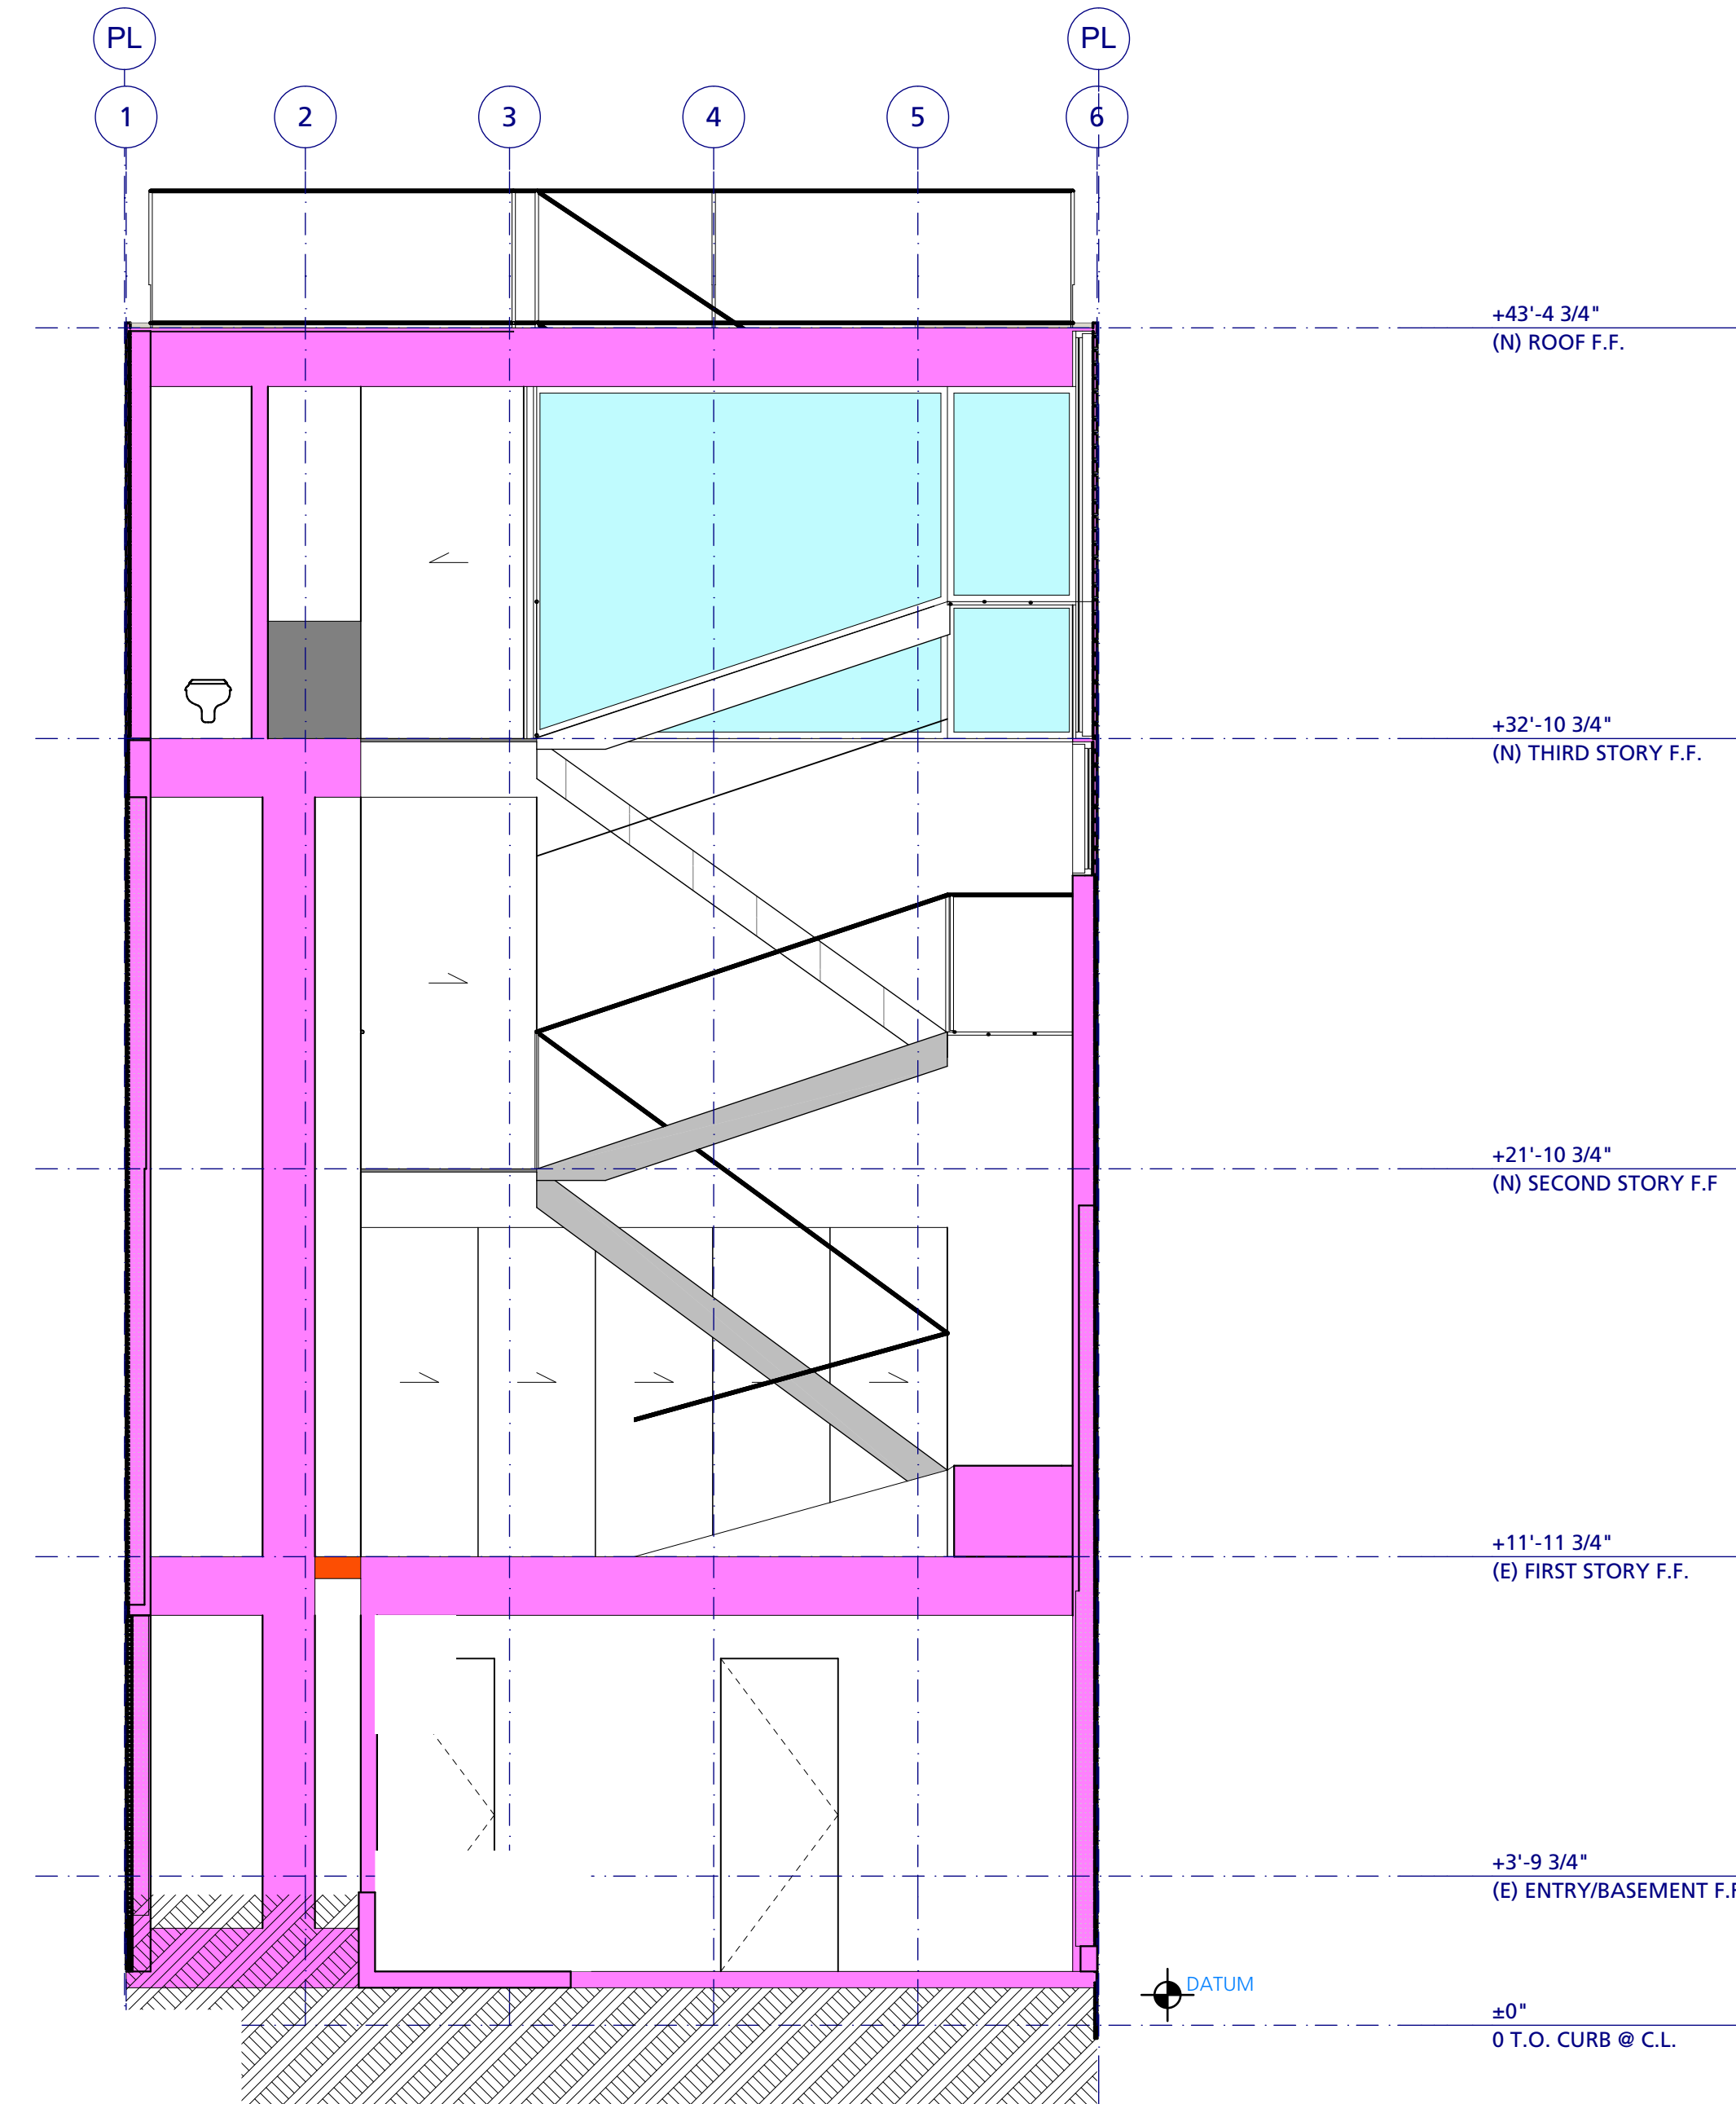 PL PL
1 2 3 4 5 6
+43'-4 3/4"
(N) ROOF F.F.
+32'-10 3/4"
(N) THIRD STORY F.F.
+21'-10 3/4"
(N) SECOND STORY F.F
+11'-11 3/4"
(E) FIRST STORY F.F.
+3'-9 3/4"
(E) ENTRY/BASEMENT F.F
DATUM
±0"
0 T.O. CURB @ C.L.